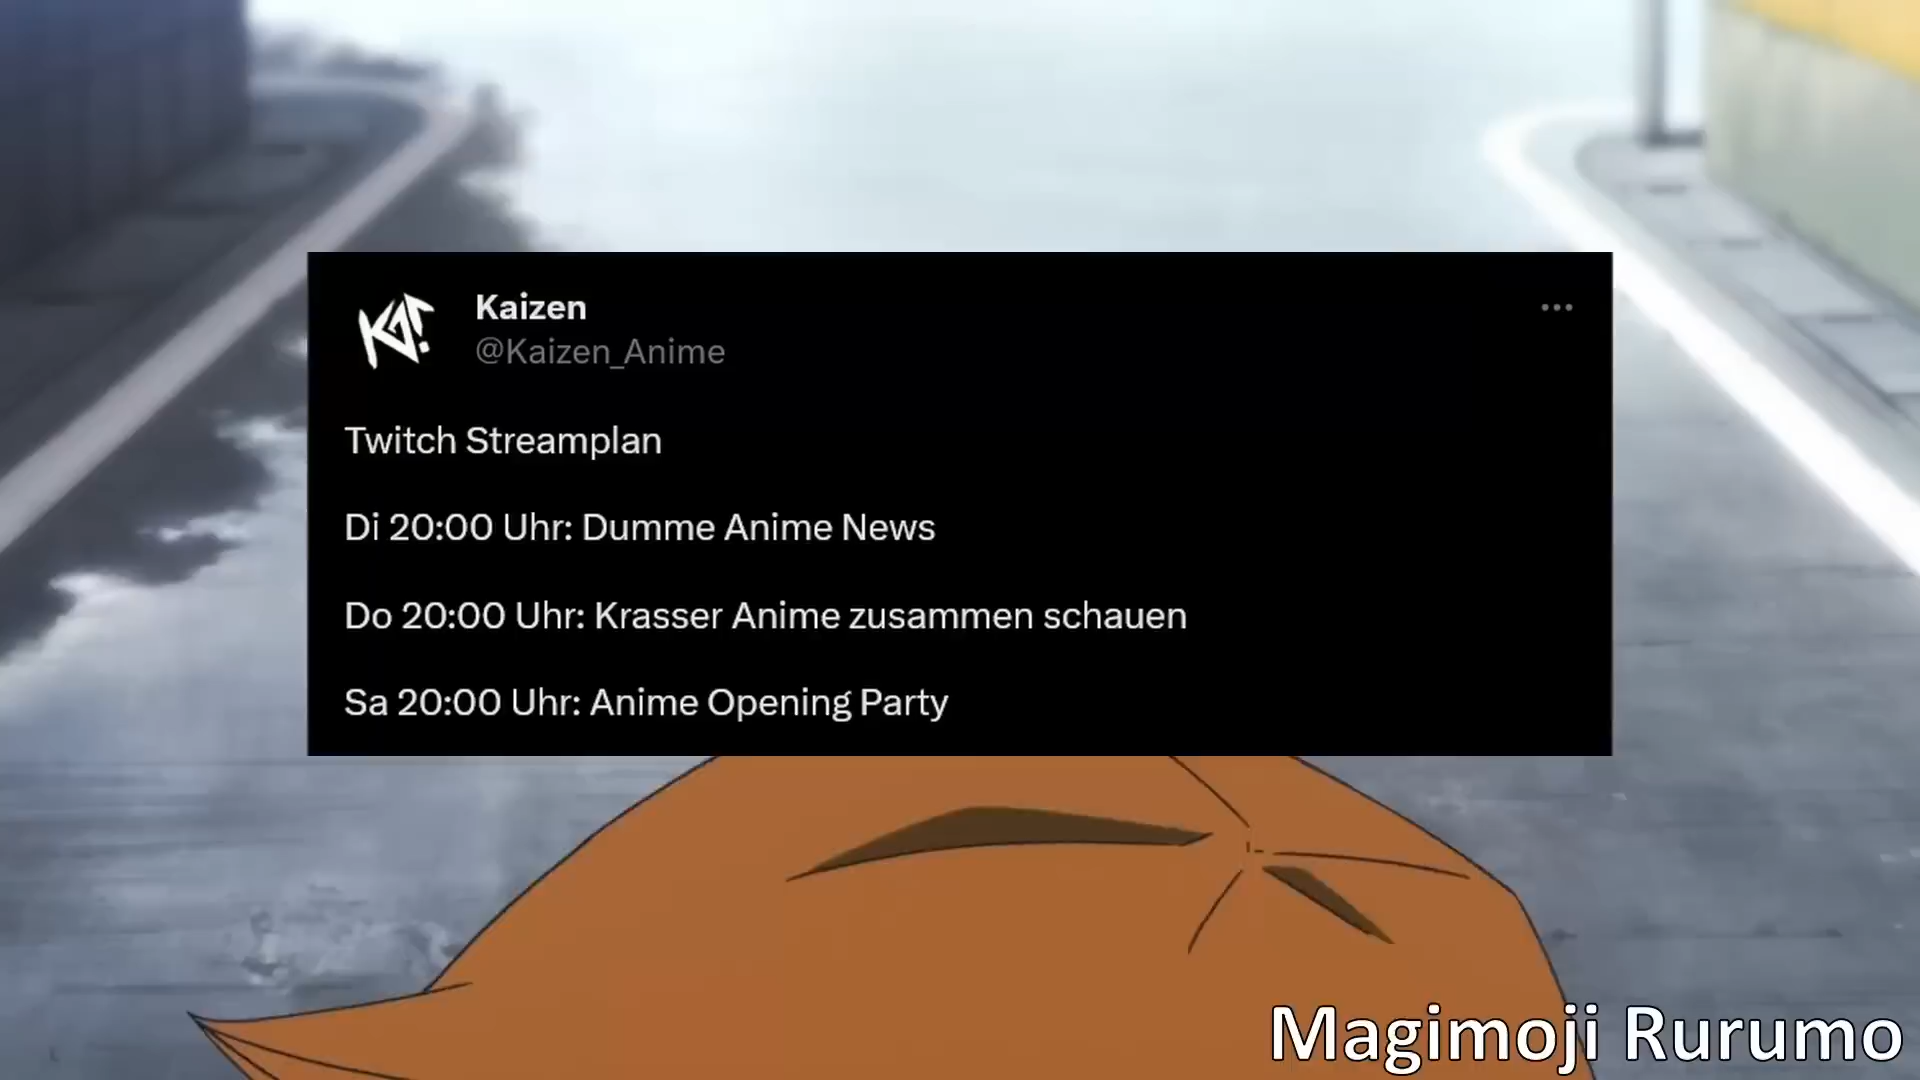 KAI
Kaizen
@Kaizen_Anime
Twitch Streamplan
Di 20:00 Uhr: Dumme Anime News
Do 20:00 Uhr: Krasser Anime zusammen schauen
Sa 20:00 Uhr: Anime Opening Party
Magimoji Rurumo